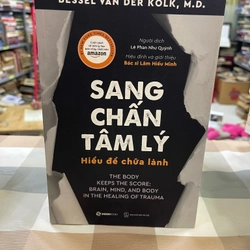 BESSEL VAN DER KOLK, M.D.
Người dịch
Lê Phan Như Quỳnh
Hiệu đính và giới thiệu
Bác sĩ Lâm Hiếu Minh
amazon
SANG
CHẤN
TÂM LÝ
Hiểu để chữa lành
THE BODY
KEEPS THE SCORE:
BRAIN, MIND, AND BODY
IN THE HEALING OF TRAUMA